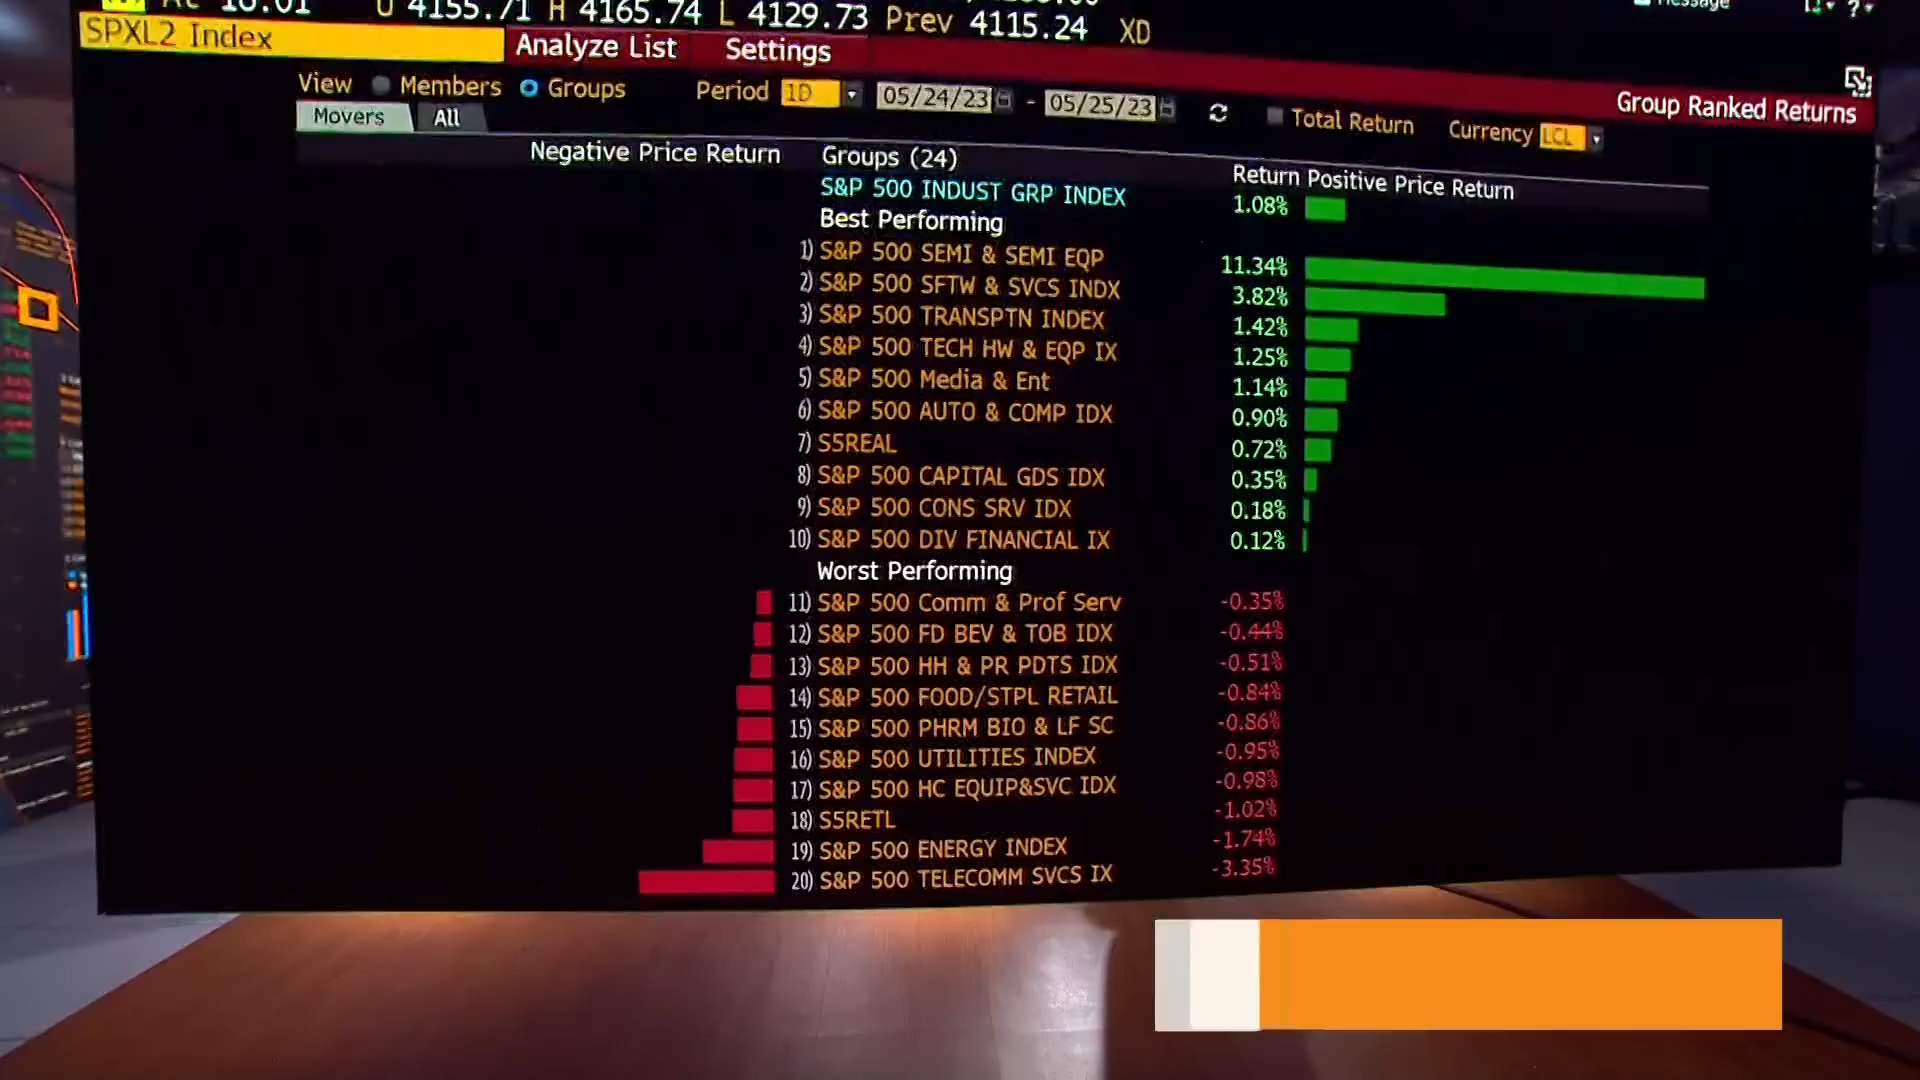 At 16:01 O 4155.71 H 4165.74 L 4129.73 Prev 4115.24 XD
Message
SPXL2 Index
Analyze List Settings
Group Ranked Returns
View Members Groups Period 1D 05/24/23 - 05/25/23 Total Return Currency LCL
Movers All
Negative Price Return Groups (24) Return Positive Price Return
S&P 500 INDUST GRP INDEX 1.08%
Best Performing
1) S&P 500 SEMI & SEMI EQP 11.34%
2) S&P 500 SFTW & SVCS INDX 3.82%
3) S&P 500 TRANSPTN INDEX 1.42%
4) S&P 500 TECH HW & EQP IX 1.25%
5) S&P 500 Media & Ent 1.14%
6) S&P 500 AUTO & COMP IDX 0.90%
7) S5REAL 0.72%
8) S&P 500 CAPITAL GDS IDX 0.35%
9) S&P 500 CONS SRV IDX 0.18%
10) S&P 500 DIV FINANCIAL IX 0.12%
Worst Performing
11) S&P 500 Comm & Prof Serv -0.35%
12) S&P 500 FD BEV & TOB IDX -0.44%
13) S&P 500 HH & PR PDTS IDX -0.51%
14) S&P 500 FOOD/STPL RETAIL -0.84%
15) S&P 500 PHRM BIO & LF SC -0.86%
16) S&P 500 UTILITIES INDEX -0.95%
17) S&P 500 HC EQUIP&SVC IDX -0.98%
18) S5RETL -1.02%
19) S&P 500 ENERGY INDEX -1.74%
20) S&P 500 TELECOMM SVCS IX -3.35%